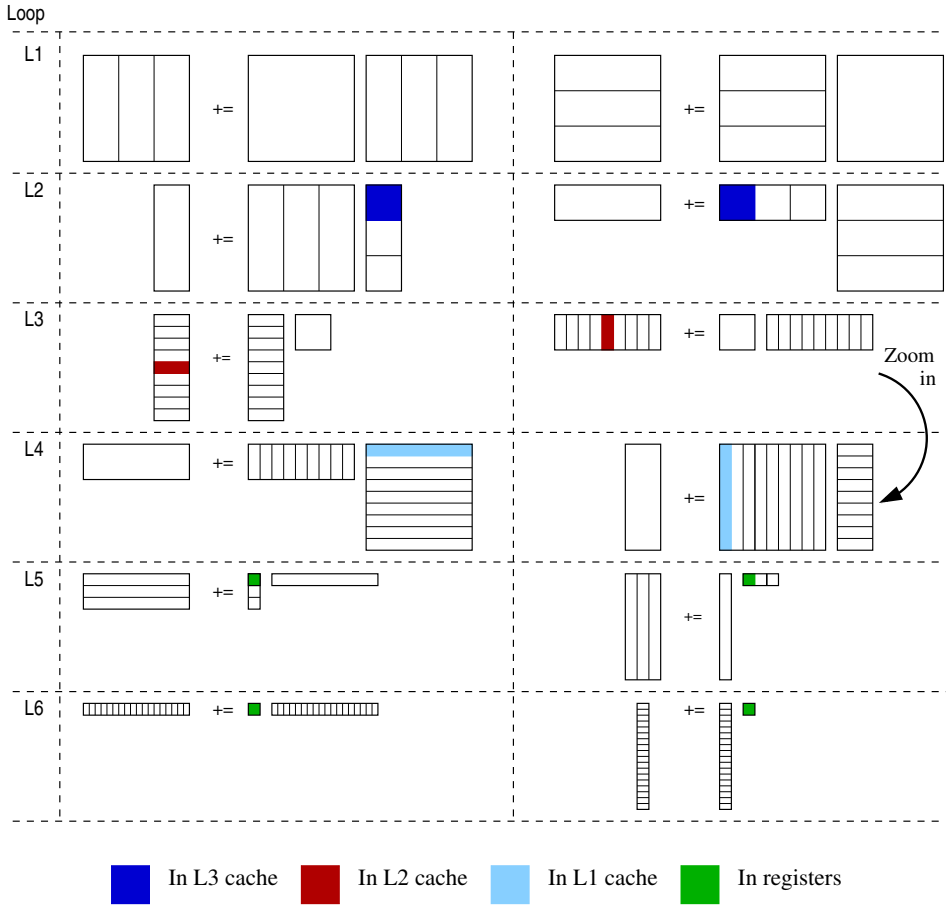 Loop
L1
+=
+=
L2
+=
+=
L3
+=
+=
Zoom
in
L4
+=
+=
L5
+=
+=
L6
+=
+=
In L3 cache
In L2 cache
In L1 cache
In registers